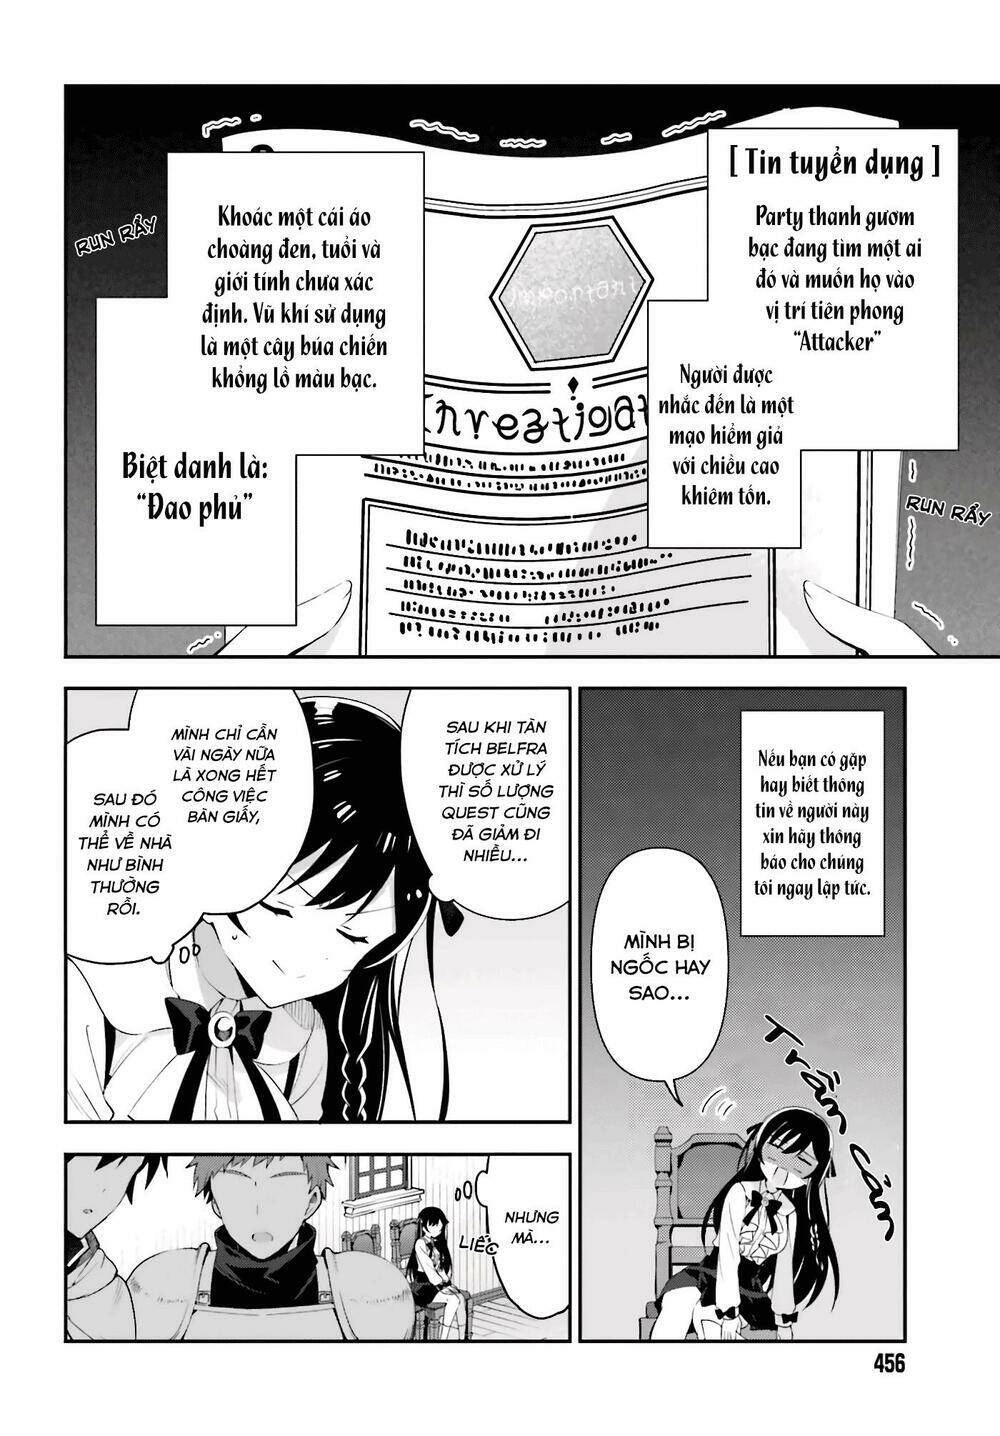 [ Tin tuyển dụng ]
Party thanh gươm
bạc đang tìm một ai
đó và muốn họ vào
vị trí tiên phong
“Attacker”
Người được
nhắc đến là một
mạo hiểm giả
với chiều cao
khiêm tốn.
Khoác một cái áo
choàng đen, tuổi và
giới tính chưa xác
định. Vũ khí sử dụng
là một cây búa chiến
khổng lồ màu bạc.
Biệt danh là:
“Đao phủ”
RUN RẨY
RUN RẨY
Important
Investigat
Nếu bạn có gặp
hay biết thông
tin về người này
xin hãy thông
báo cho chúng
tôi ngay lập tức.
MÌNH BỊ
NGỐC HAY
SAO...
Trầm cảm
SAU KHI TÀN
TÍCH BELFRA
ĐƯỢC XỬ LÝ
THÌ SỐ LƯỢNG
QUEST CŨNG
ĐÃ GIẢM ĐI
NHIỀU...
MÌNH CHỈ CẦN
VÀI NGÀY NỮA
LÀ XONG HẾT
CÔNG VIỆC
BÀN GIẤY,
SAU ĐÓ
MÌNH CÓ
THỂ VỀ NHÀ
NHƯ BÌNH
THƯỜNG
RỒI.
NHƯNG
MÀ...
LIẾC
456